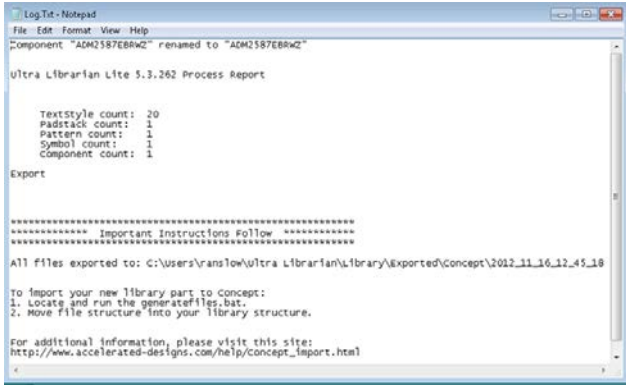 Log.Txt - Notepad
File Edit Format View Help
Component "ADM2587EBRWZ" renamed to "ADM2587EBRWZ"
Ultra Librarian Lite 5.3.262 Process Report
TextStyle count: 20
Padstack count: 1
Pattern count: 1
Symbol count: 1
Component count: 1
Export
************************************************************
************* Important Instructions Follow ************
************************************************************
All files exported to: C:\Users\ranslow\Ultra Librarian\Library\Exported\Concept\2012_11_16_12_45_18
To import your new library part to Concept:
1. Locate and run the generatefiles.bat.
2. Move file structure into your library structure.
For additional information, please visit this site:
http://www.accelerated-designs.com/help/Concept_import.html